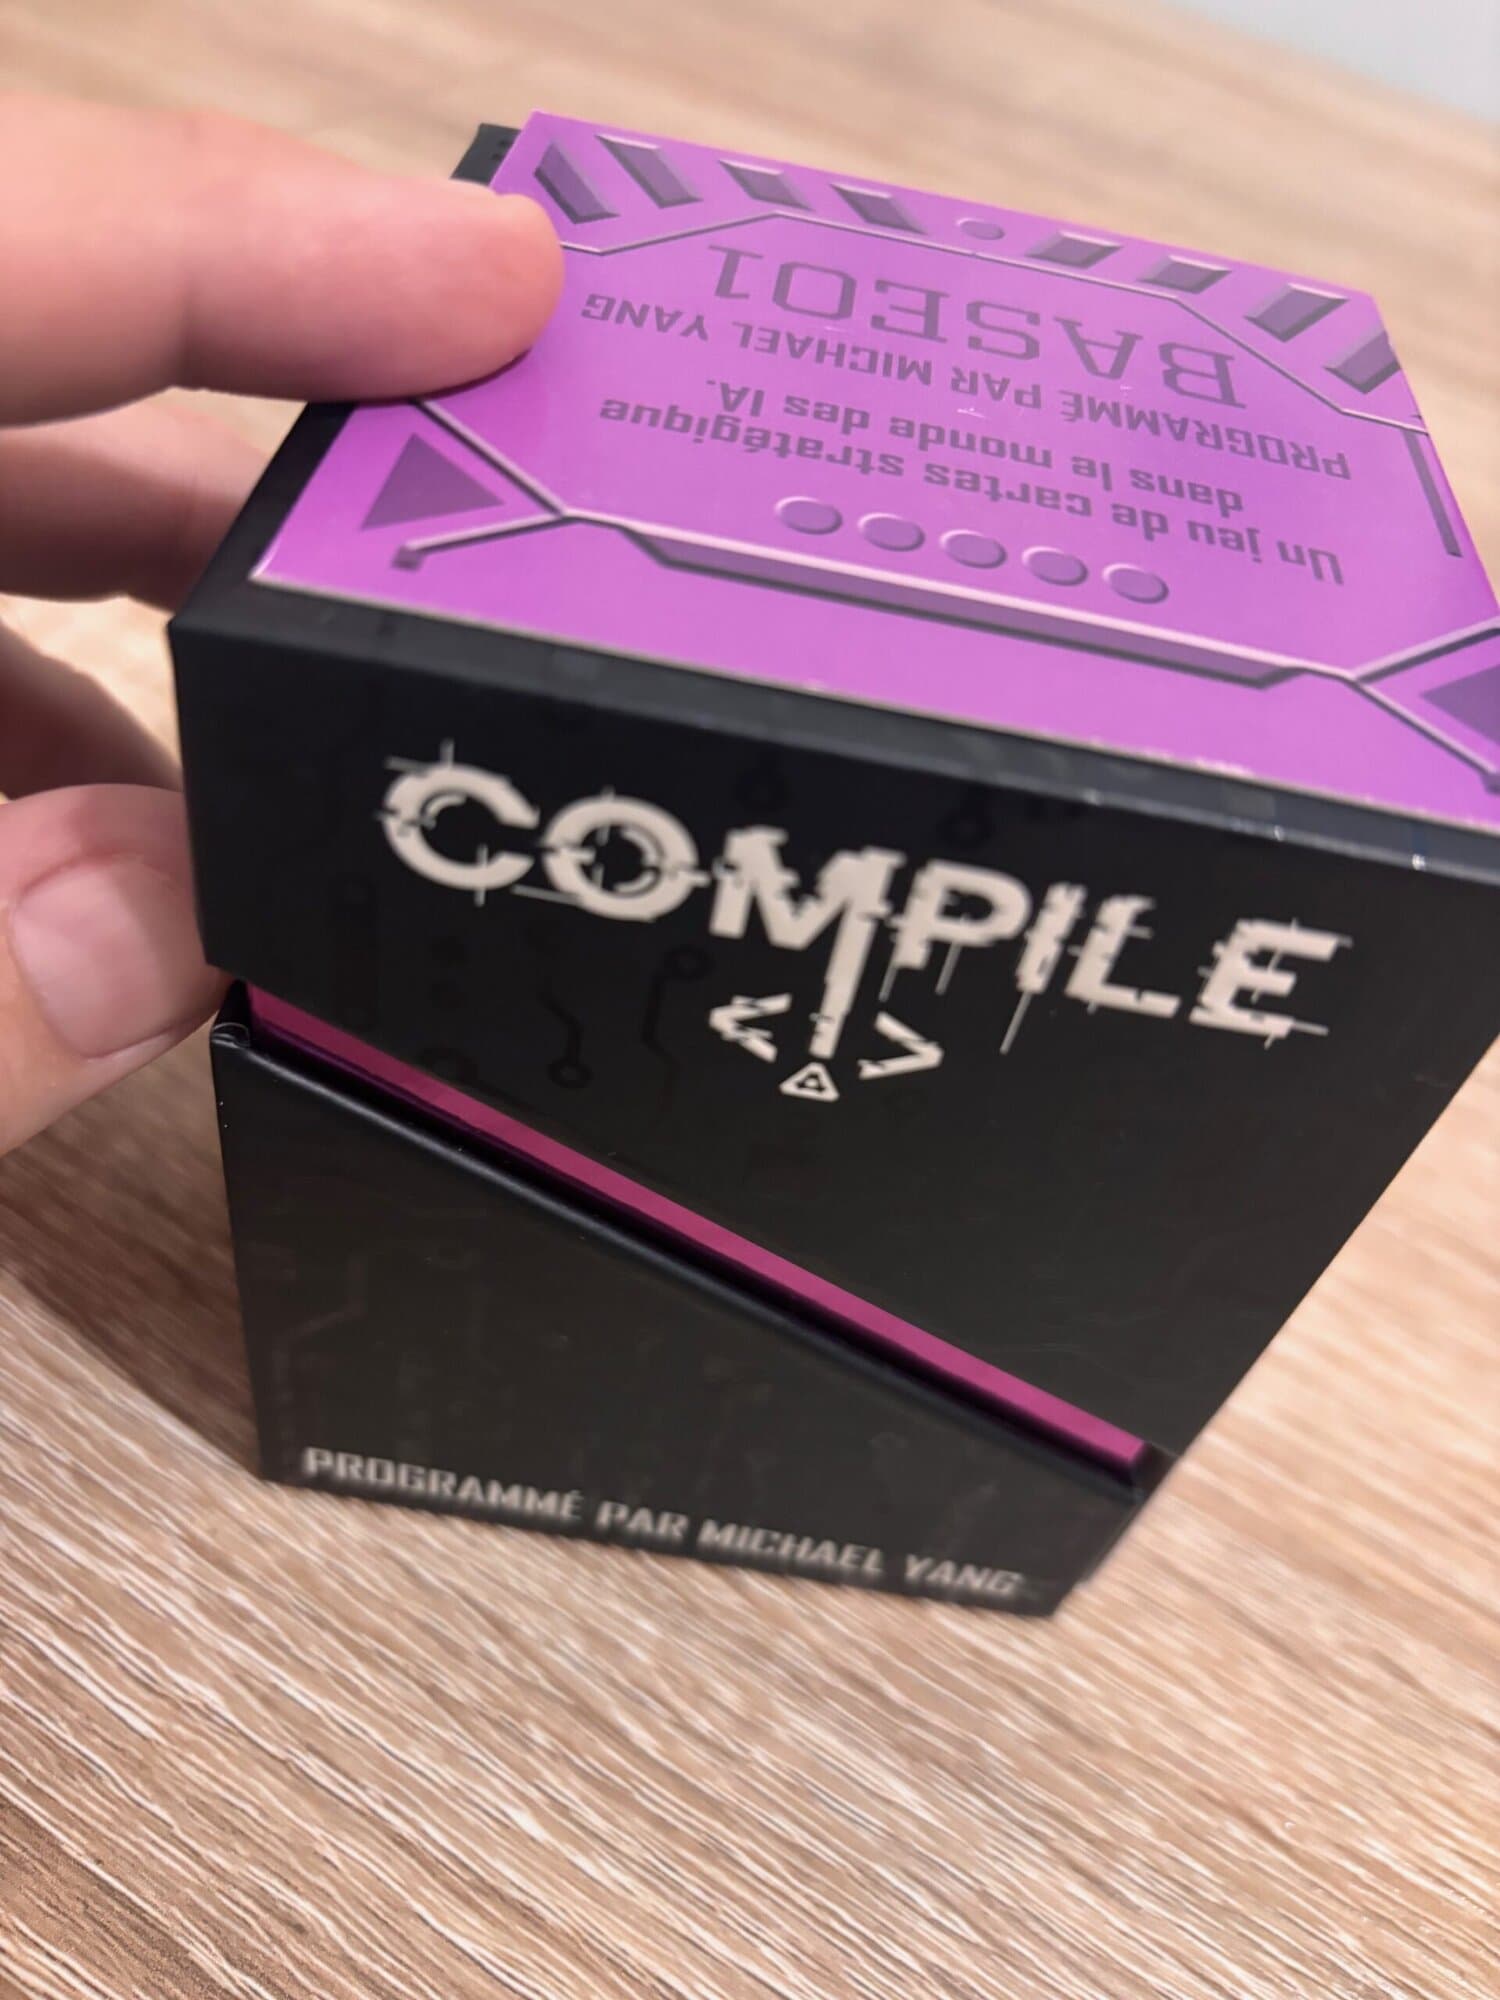 Un jeu de cartes stratégique
dans le monde des IA.
PROGRAMMÉ PAR MICHAEL YANG
BASE01
COMPILE
< >
PROGRAMMÉ PAR MICHAEL YANG